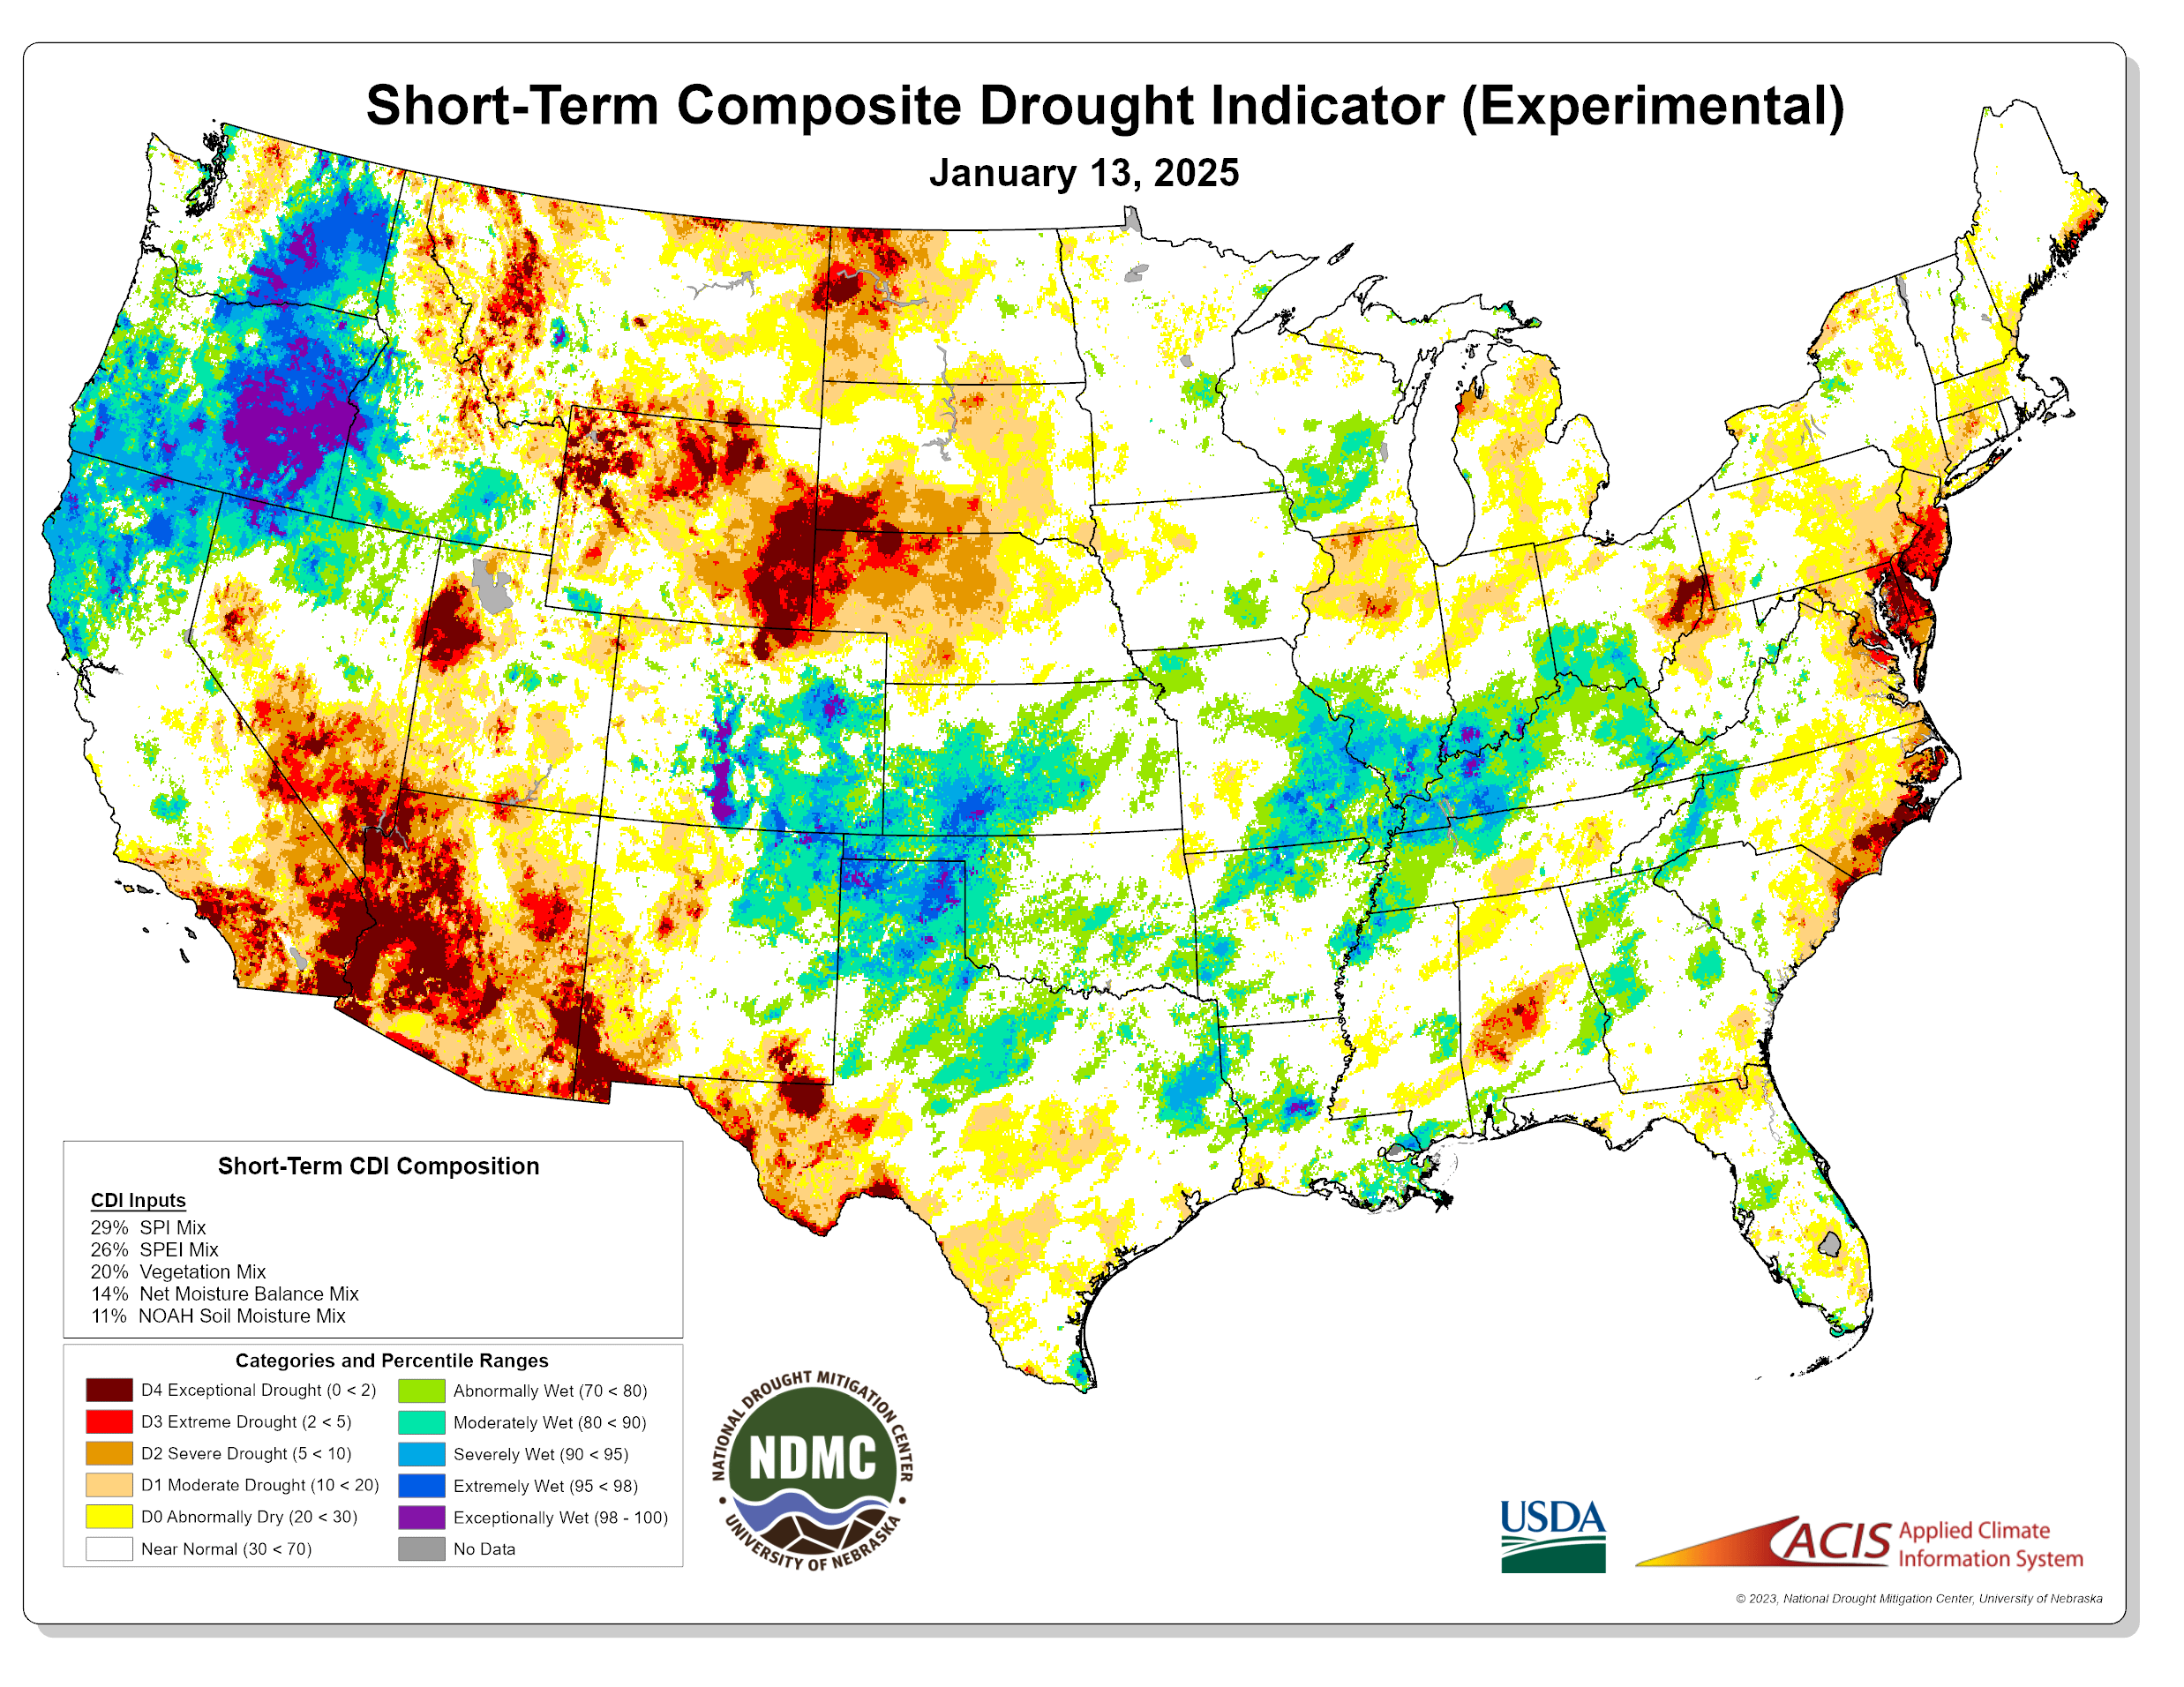 Short-Term Composite Drought Indicator (Experimental)
January 13, 2025
Short-Term CDI Composition
CDI Inputs
29% SPI Mix
26% SPEI Mix
20% Vegetation Mix
14% Net Moisture Balance Mix
11% NOAH Soil Moisture Mix
Categories and Percentile Ranges
D4 Exceptional Drought (0 < 2)
D3 Extreme Drought (2 < 5)
D2 Severe Drought (5 < 10)
D1 Moderate Drought (10 < 20)
D0 Abnormally Dry (20 < 30)
Near Normal (30 < 70)
Abnormally Wet (70 < 80)
Moderately Wet (80 < 90)
Severely Wet (90 < 95)
Extremely Wet (95 < 98)
Exceptionally Wet (98 - 100)
No Data
NATIONAL DROUGHT MITIGATION CENTER
NDMC
UNIVERSITY OF NEBRASKA
USDA
ACIS
Applied Climate
Information System
© 2023, National Drought Mitigation Center, University of Nebraska